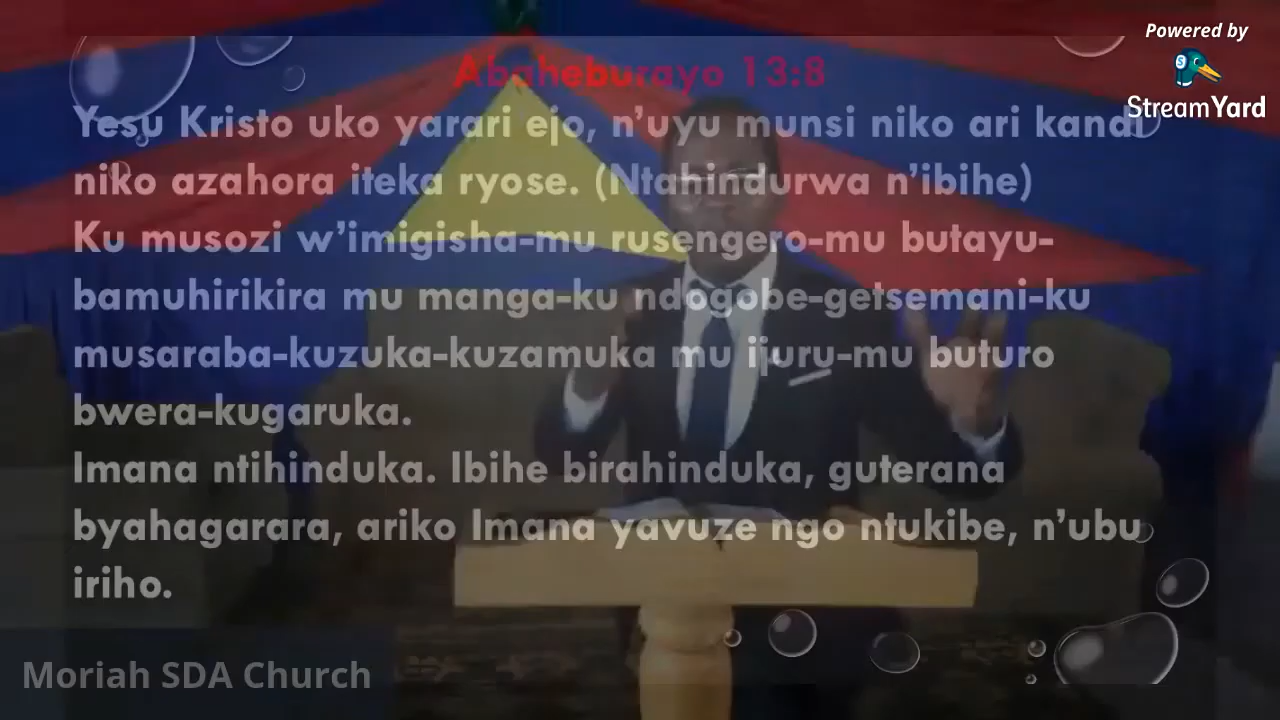 Powered by
StreamYard
Abaheburayo 13:8
Yesu Kristo uko yarari ejo, n’uyu munsi niko ari kandi
niko azahora iteka ryose. (Ntahindurwa n’ibihe)
Ku musozi w’imigisha-mu rusengero-mu butayu-
bamuhirikira mu manga-ku ndogobe-getsemani-ku
musaraba-kuzuka-kuzamuka mu ijuru-mu buturo
bwera-kugaruka.
Imana ntihinduka. Ibihe birahinduka, guterana
byahagarara, ariko Imana yavuze ngo ntukibe, n’ubu
iriho.
Moriah SDA Church